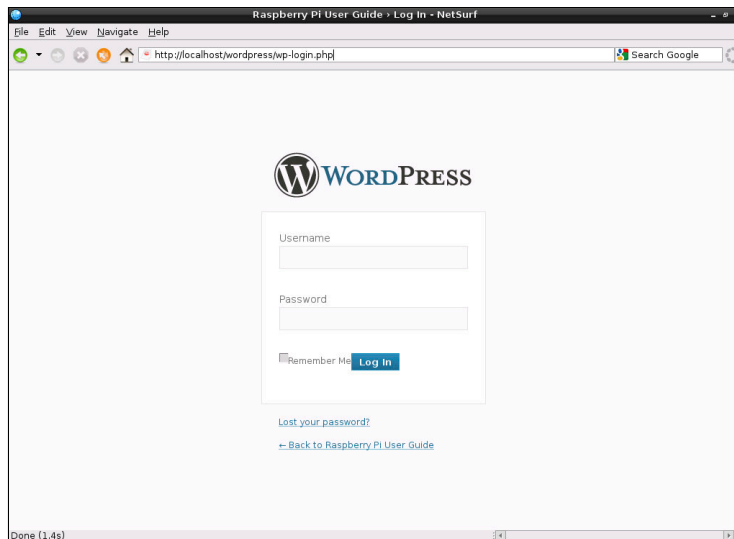 Raspberry Pi User Guide › Log In - NetSurf
File Edit View Navigate Help
http://localhost/wordpress/wp-login.php Search Google
WORDPRESS
Username
Password
Remember Me Log In
Lost your password?
← Back to Raspberry Pi User Guide
Done (1.4s)